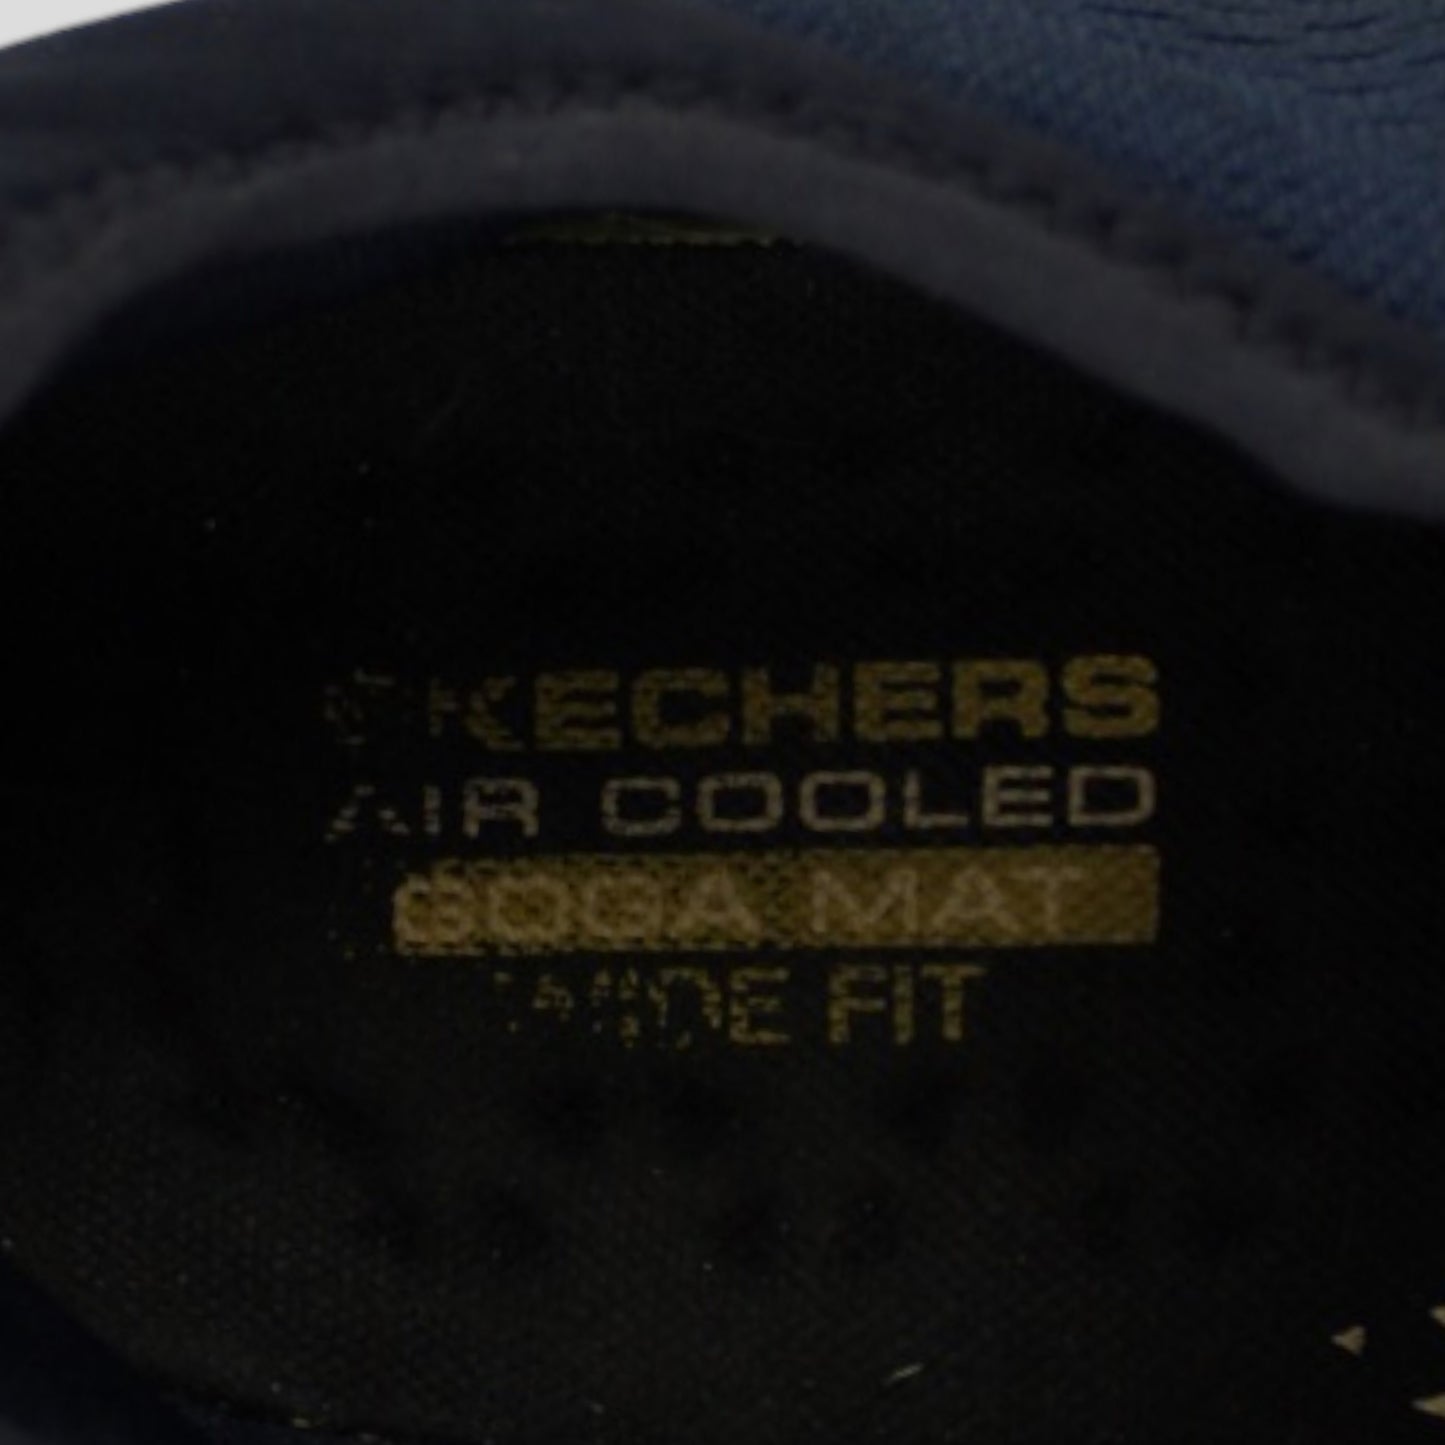 SKECHERS
AIR COOLED
GOGA MAT
WIDE FIT